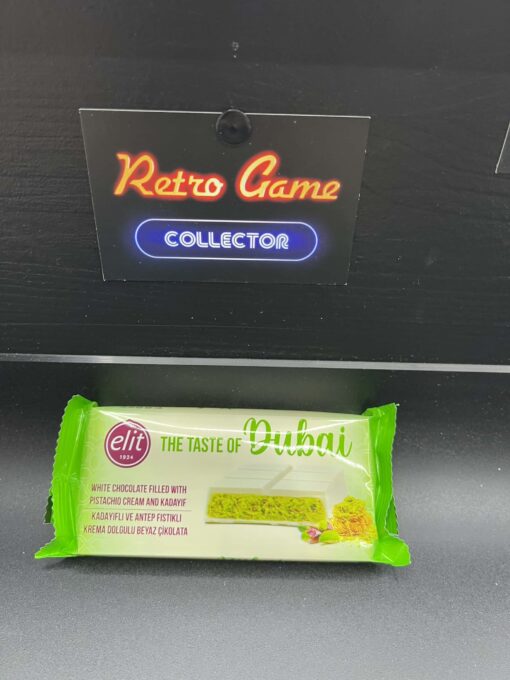 Retro Game
COLLECTOR
elit
1924
THE TASTE OF Dubai
WHITE CHOCOLATE FILLED WITH
PISTACHIO CREAM AND KADAYIF
KADAYIFLI VE ANTEP FISTIKLI
KREMA DOLGULU BEYAZ ÇİKOLATA